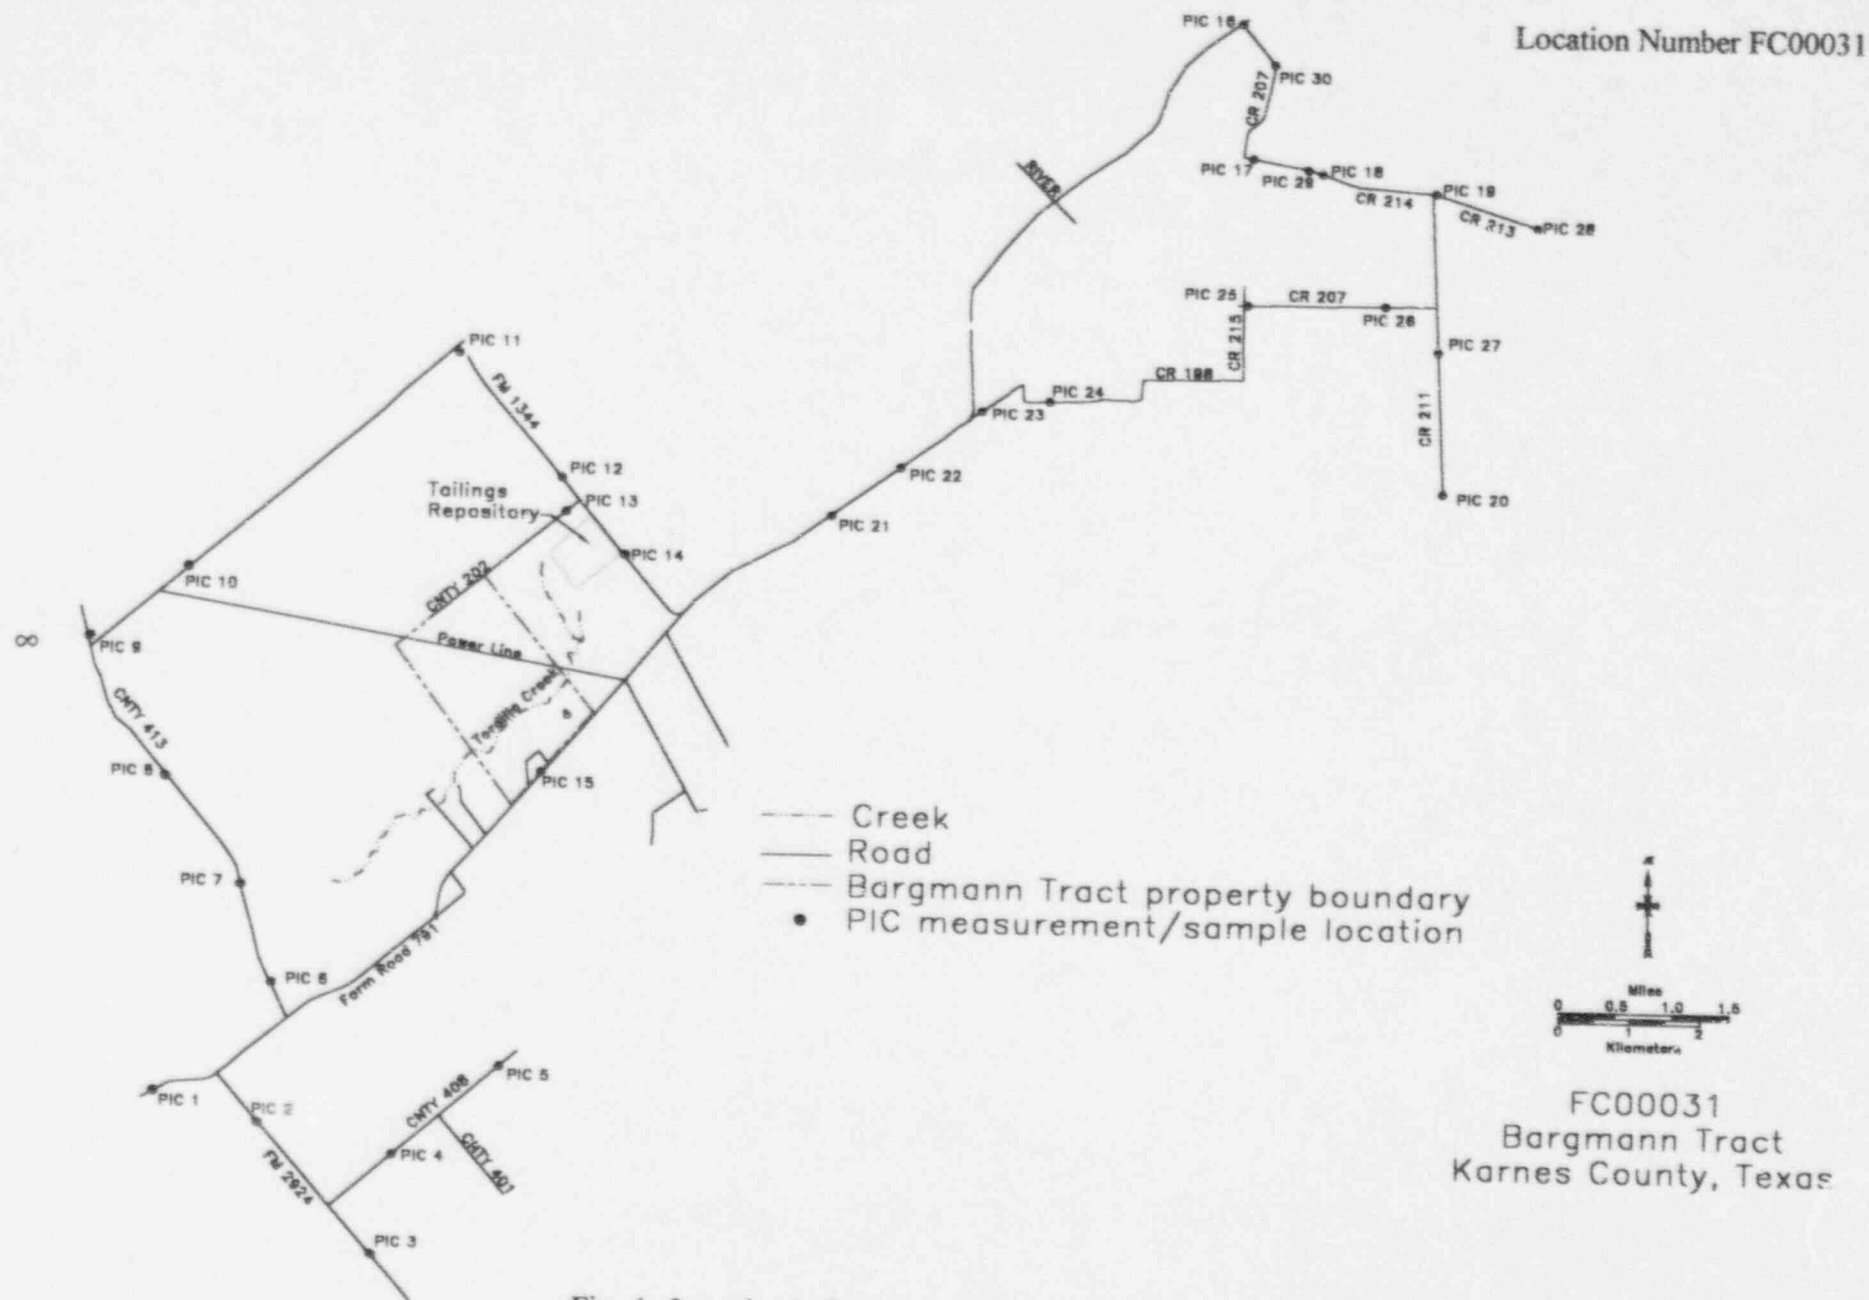 Location Number FC00031
PIC 16
PIC 30
CR 207
RIVER
PIC 17
PIC 29
PIC 18
PIC 19
CR 214
CR 213
PIC 28
PIC 25
CR 207
PIC 26
CR 215
PIC 27
PIC 11
FM 1344
CR 198
PIC 24
PIC 23
CR 211
PIC 12
PIC 22
Tailings
Repository
PIC 13
PIC 20
PIC 21
PIC 14
PIC 10
CNTY 202
8
PIC 9
Power Line
CNTY 413
Creek
PIC 8
PIC 15
Creek
Road
Bargmann Tract property boundary
PIC measurement/sample location
PIC 7
PIC 6
Farm Road 791
Miles
0 0.5 1.0 1.5
0 1 2
Kilometers
PIC 5
PIC 1
CNTY 408
PIC 2
FC00031
Bargmann Tract
Karnes County, Texas
PIC 4
CNTY 401
FM 2924
PIC 3